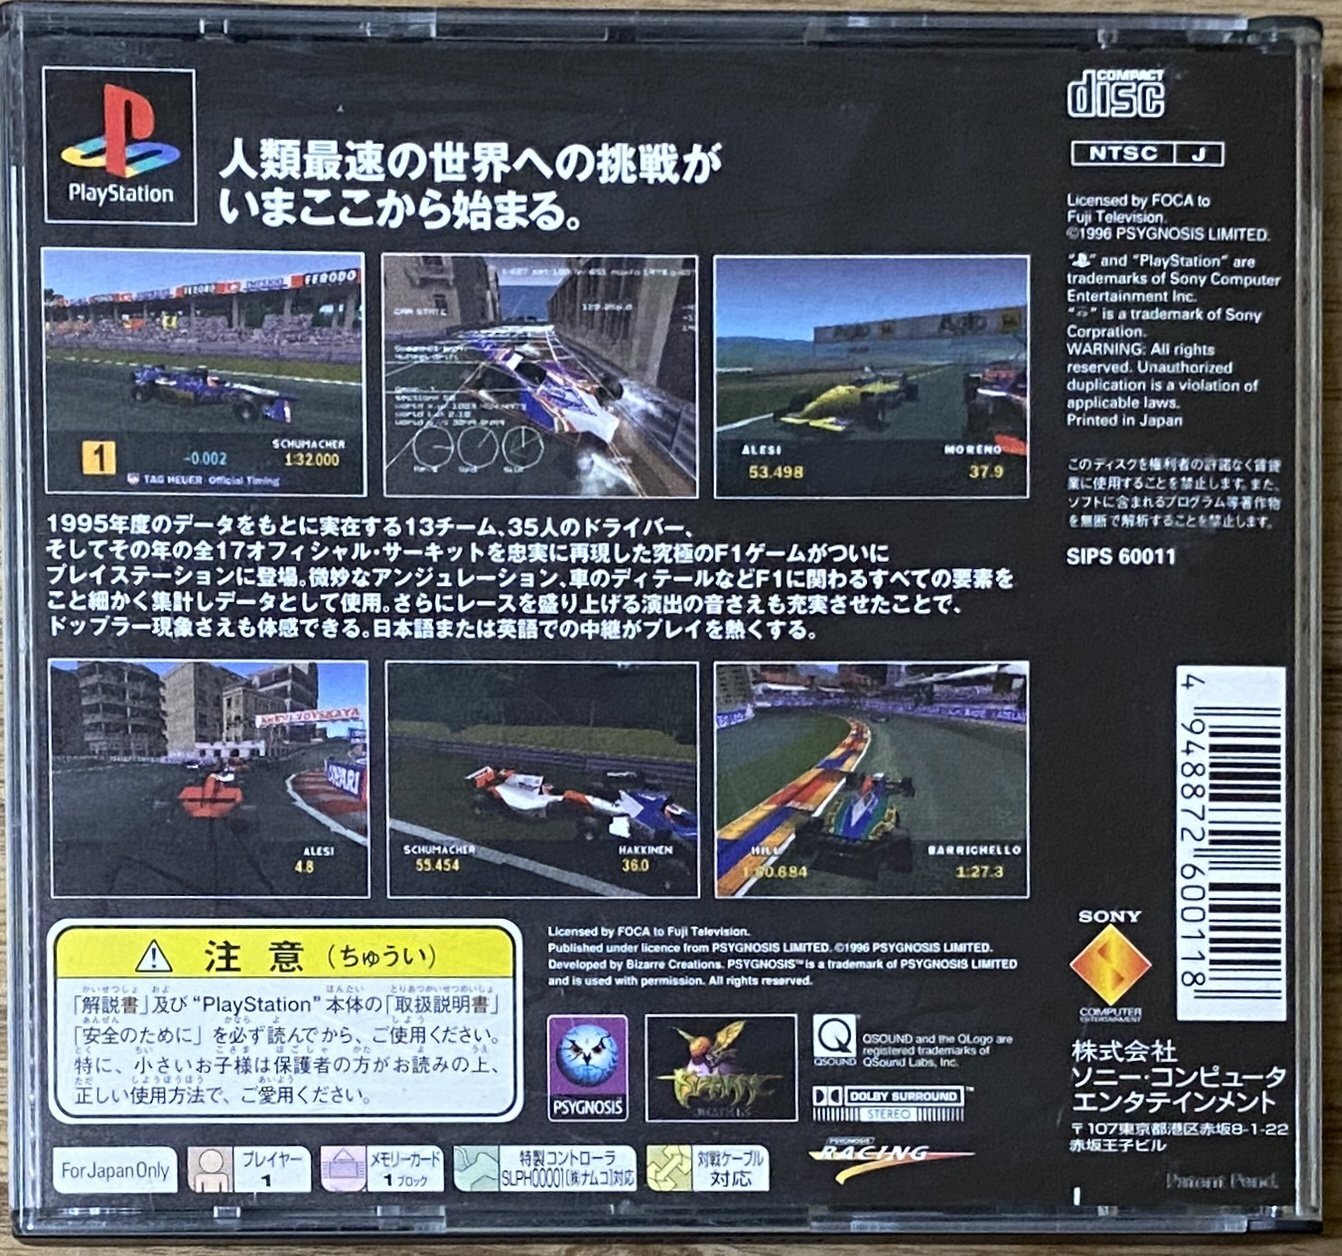 PlayStation
人類最速の世界への挑戦が
いまここから始まる。
COMPACT
disc
NTSC J
Licensed by FOCA to
Fuji Television.
©1996 PSYGNOSIS LIMITED.
" " and "PlayStation" are
trademarks of Sony Computer
Entertainment Inc.
" " is a trademark of Sony
Corpration.
WARNING: All rights
reserved. Unauthorized
duplication is a violation of
applicable laws.
Printed in Japan
このディスクを権利者の許諾なく賃貸
業に使用することを禁止します。また、
ソフトに含まれるプログラム等著作物
を無断で解析することを禁止します。
SIPS 60011
FERODO
FERODO
1
-0.002
SCHUMACHER
1:32.000
TAG HEUER Official Timing
CAR STATE
ALESI
53.498
MORENO
37.9
1995年度のデータをもとに実在する13チーム、35人のドライバー、
そしてその年の全17オフィシャル・サーキットを忠実に再現した究極のF1ゲームがついに
プレイステーションに登場。微妙なアンジュレーション、車のディテールなどF1に関わるすべての要素を
こと細かく集計しデータとして使用。さらにレースを盛り上げる演出の音さえも充実させたことで、
ドップラー現象さえも体感できる。日本語または英語での中継がプレイを熱くする。
ALESI
4.8
SCHUMACHER
55.454
HAKKINEN
36.0
HILL
BARRICHELLO
1:27.3
4 948872 600118
注意(ちゅうい)
「解説書」及び"PlayStation"本体の「取扱説明書」
「安全のために」を必ず読んでから、ご使用ください。
特に、小さいお子様は保護者の方がお読みの上、
正しい使用方法で、ご愛用ください。
Licensed by FOCA to Fuji Television.
Published under licence from PSYGNOSIS LIMITED. ©1996 PSYGNOSIS LIMITED.
Developed by Bizarre Creations. PSYGNOSIS™ is a trademark of PSYGNOSIS LIMITED
and is used with permission. All rights reserved.
PSYGNOSIS
QSOUND
QSOUND and the QLogo are
registered trademarks of
QSound Labs, Inc.
DOLBY SURROUND
STEREO
PSYGNOSIS
RACING
SONY
COMPUTER
ENTERTAINMENT
株式会社
ソニー・コンピュータ
エンタテインメント
〒107東京都港区赤坂8-1-22
赤坂王子ビル
Patent Pend.
For Japan Only
プレイヤー
1
メモリーカード
1ブロック
特製コントローラ
SLPH00001(㈱ナムコ)対応
対戦ケーブル
対応